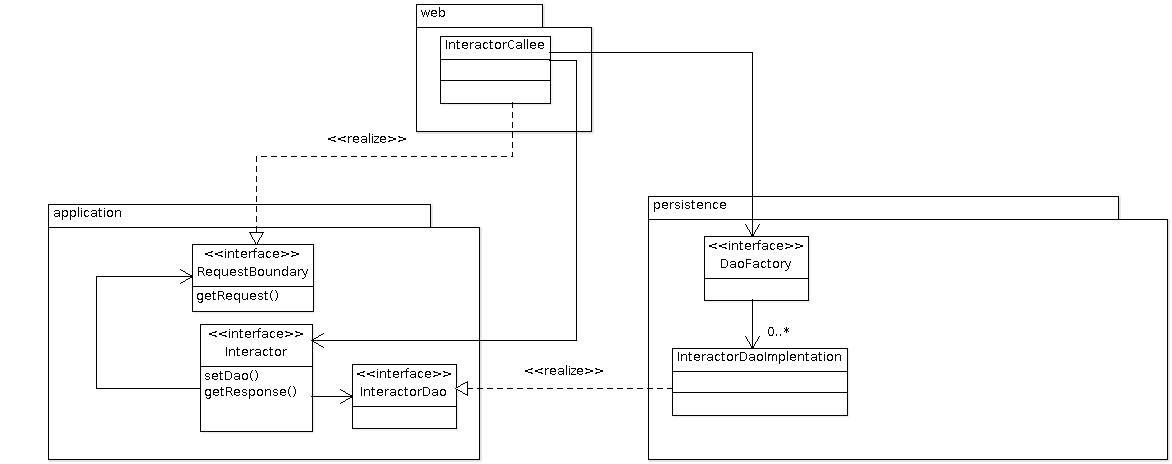 web
InteractorCallee
<<realize>>
application
<<interface>>
RequestBoundary
getRequest()
<<interface>>
Interactor
setDao()
getResponse()
<<interface>>
InteractorDao
<<realize>>
persistence
<<interface>>
DaoFactory
0..*
InteractorDaoImplentation